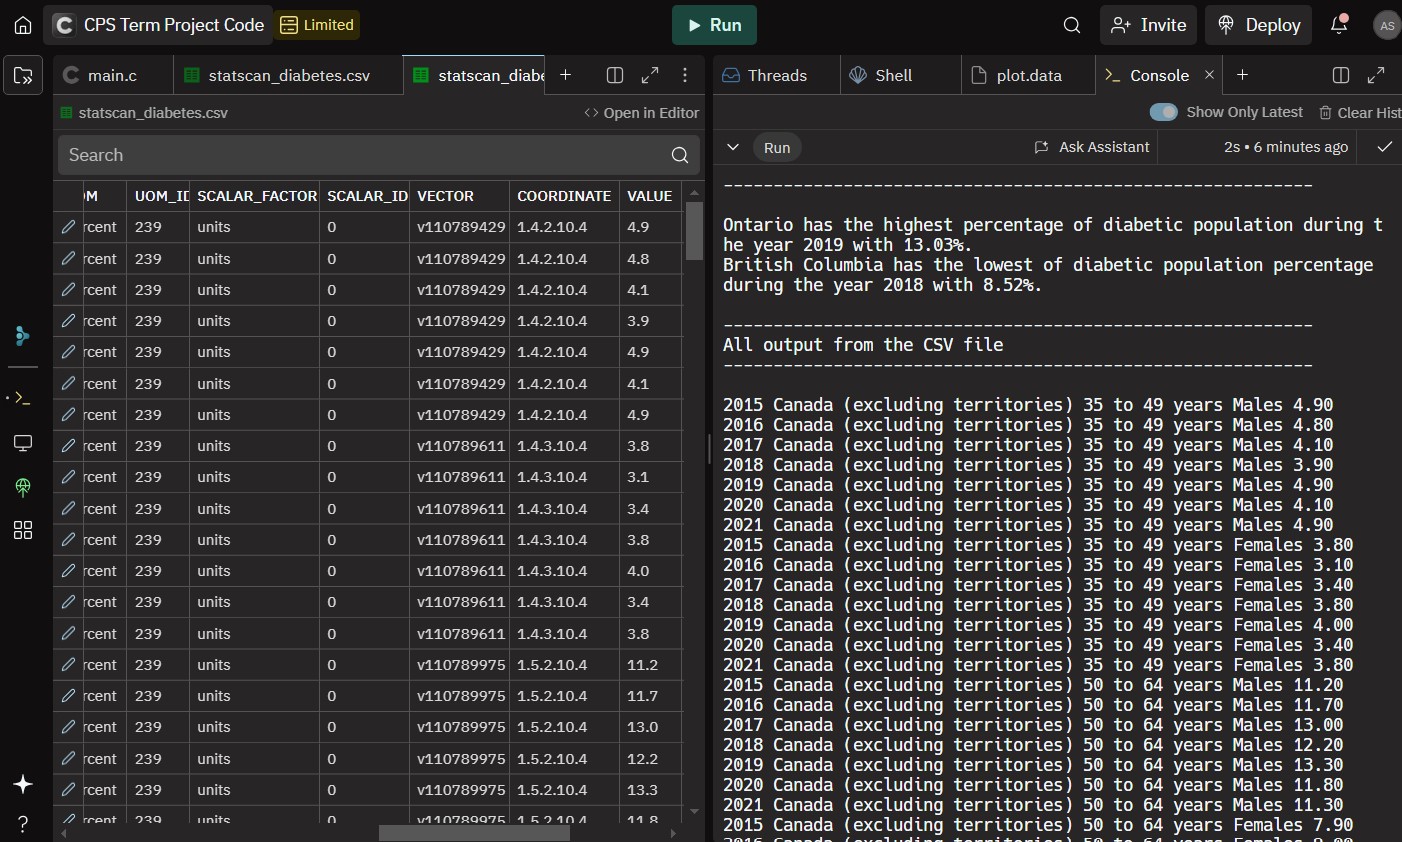 CPS Term Project Code
Limited
Run
Invite
Deploy
AS
main.c
statscan_diabetes.csv
statscan_diabe
Threads
Shell
plot.data
Console
statscan_diabetes.csv
Open in Editor
Show Only Latest
Clear Hist
Search
Run
Ask Assistant
2s • 6 minutes ago
OM UOM_ID SCALAR_FACTOR SCALAR_ID VECTOR COORDINATE VALUE
rcent 239 units 0 v110789429 1.4.2.10.4 4.9
rcent 239 units 0 v110789429 1.4.2.10.4 4.8
rcent 239 units 0 v110789429 1.4.2.10.4 4.1
rcent 239 units 0 v110789429 1.4.2.10.4 3.9
rcent 239 units 0 v110789429 1.4.2.10.4 4.9
rcent 239 units 0 v110789429 1.4.2.10.4 4.1
rcent 239 units 0 v110789429 1.4.2.10.4 4.9
rcent 239 units 0 v110789611 1.4.3.10.4 3.8
rcent 239 units 0 v110789611 1.4.3.10.4 3.1
rcent 239 units 0 v110789611 1.4.3.10.4 3.4
rcent 239 units 0 v110789611 1.4.3.10.4 3.8
rcent 239 units 0 v110789611 1.4.3.10.4 4.0
rcent 239 units 0 v110789611 1.4.3.10.4 3.4
rcent 239 units 0 v110789611 1.4.3.10.4 3.8
rcent 239 units 0 v110789975 1.5.2.10.4 11.2
rcent 239 units 0 v110789975 1.5.2.10.4 11.7
rcent 239 units 0 v110789975 1.5.2.10.4 13.0
rcent 239 units 0 v110789975 1.5.2.10.4 12.2
rcent 239 units 0 v110789975 1.5.2.10.4 13.3
rcent 239 units 0 v110789975 1.5.2.10.4 11.8
-----------------------------------------------------------
Ontario has the highest percentage of diabetic population during t
he year 2019 with 13.03%.
British Columbia has the lowest of diabetic population percentage
during the year 2018 with 8.52%.
-----------------------------------------------------------
All output from the CSV file
-----------------------------------------------------------
2015 Canada (excluding territories) 35 to 49 years Males 4.90
2016 Canada (excluding territories) 35 to 49 years Males 4.80
2017 Canada (excluding territories) 35 to 49 years Males 4.10
2018 Canada (excluding territories) 35 to 49 years Males 3.90
2019 Canada (excluding territories) 35 to 49 years Males 4.90
2020 Canada (excluding territories) 35 to 49 years Males 4.10
2021 Canada (excluding territories) 35 to 49 years Males 4.90
2015 Canada (excluding territories) 35 to 49 years Females 3.80
2016 Canada (excluding territories) 35 to 49 years Females 3.10
2017 Canada (excluding territories) 35 to 49 years Females 3.40
2018 Canada (excluding territories) 35 to 49 years Females 3.80
2019 Canada (excluding territories) 35 to 49 years Females 4.00
2020 Canada (excluding territories) 35 to 49 years Females 3.40
2021 Canada (excluding territories) 35 to 49 years Females 3.80
2015 Canada (excluding territories) 50 to 64 years Males 11.20
2016 Canada (excluding territories) 50 to 64 years Males 11.70
2017 Canada (excluding territories) 50 to 64 years Males 13.00
2018 Canada (excluding territories) 50 to 64 years Males 12.20
2019 Canada (excluding territories) 50 to 64 years Males 13.30
2020 Canada (excluding territories) 50 to 64 years Males 11.80
2021 Canada (excluding territories) 50 to 64 years Males 11.30
2015 Canada (excluding territories) 50 to 64 years Females 7.90
2016 Canada (excluding territories) 50 to 64 years Females